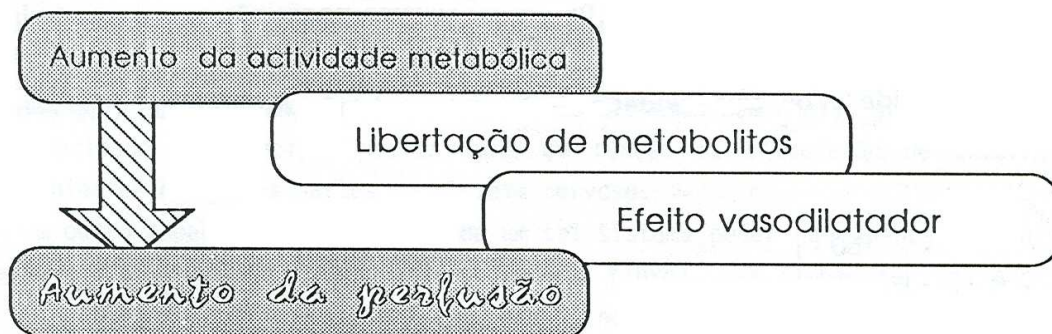 Aumento da actividade metabólica
Libertação de metabolitos
Efeito vasodilatador
Aumento da perfusão